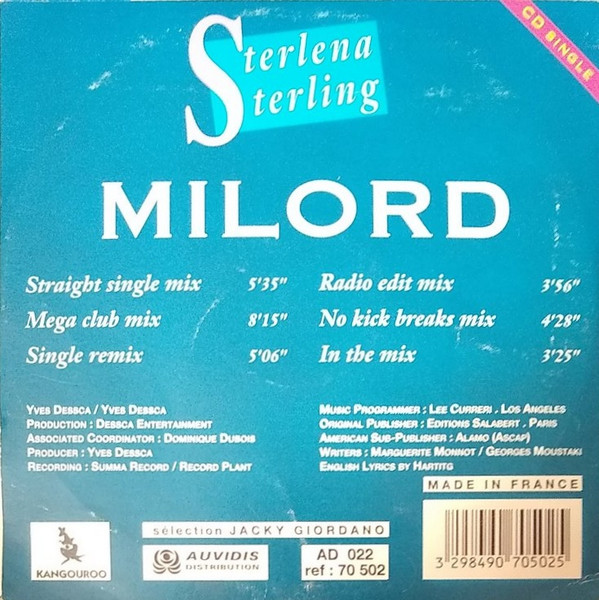 CD SINGLE
Sterlena
Sterling
MILORD
Straight single mix 5'35"
Mega club mix 8'15"
Single remix 5'06"
Radio edit mix 3'56"
No kick breaks mix 4'28"
In the mix 3'25"
YVES DESSCA / YVES DESSCA
PRODUCTION : DESSCA ENTERTAINMENT
ASSOCIATED COORDINATOR : DOMINIQUE DUBOIS
PRODUCER : YVES DESSCA
RECORDING : SUMMA RECORD / RECORD PLANT
MUSIC PROGRAMMER : LEE CURRERI . LOS ANGELES
ORIGINAL PUBLISHER : EDITIONS SALABERT . PARIS
AMERICAN SUB-PUBLISHER : ALAMO (ASCAP)
WRITERS : MARGUERITE MONNOT / GEORGES MOUSTAKI
ENGLISH LYRICS BY HARTITG
MADE IN FRANCE
KANGOUROO
sélection JACKY GIORDANO
AUVIDIS
DISTRIBUTION
AD 022
ref : 70 502
3 298490 705025